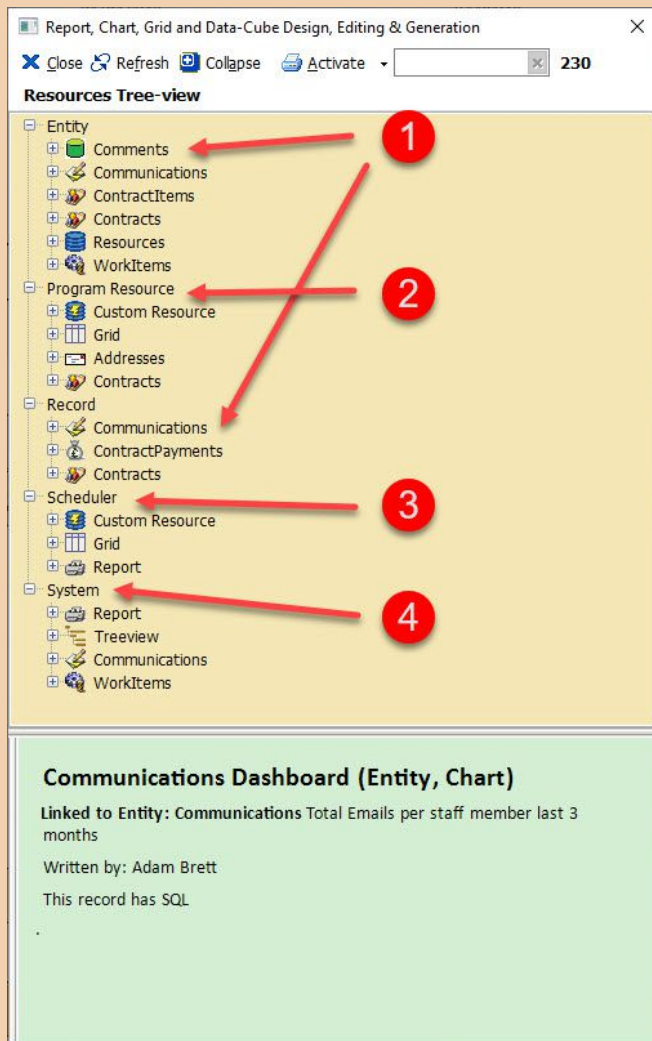 Report, Chart, Grid and Data-Cube Design, Editing & Generation
Close Refresh Collapse Activate 230
Resources Tree-view
Entity
Comments
Communications
ContractItems
Contracts
Resources
WorkItems
Program Resource
Custom Resource
Grid
Addresses
Contracts
Record
Communications
ContractPayments
Contracts
Scheduler
Custom Resource
Grid
Report
System
Report
Treeview
Communications
WorkItems
1
2
3
4
Communications Dashboard (Entity, Chart)
Linked to Entity: Communications Total Emails per staff member last 3
months
Written by: Adam Brett
This record has SQL
.